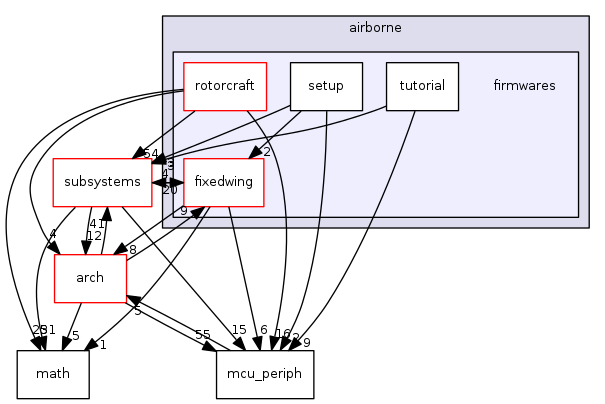 airborne
rotorcraft
setup
tutorial
firmwares
54
2
subsystems
4
20
fixedwing
9
41
4
12
8
arch
5
5
1
55
15
6
16
2
9
math
mcu_periph